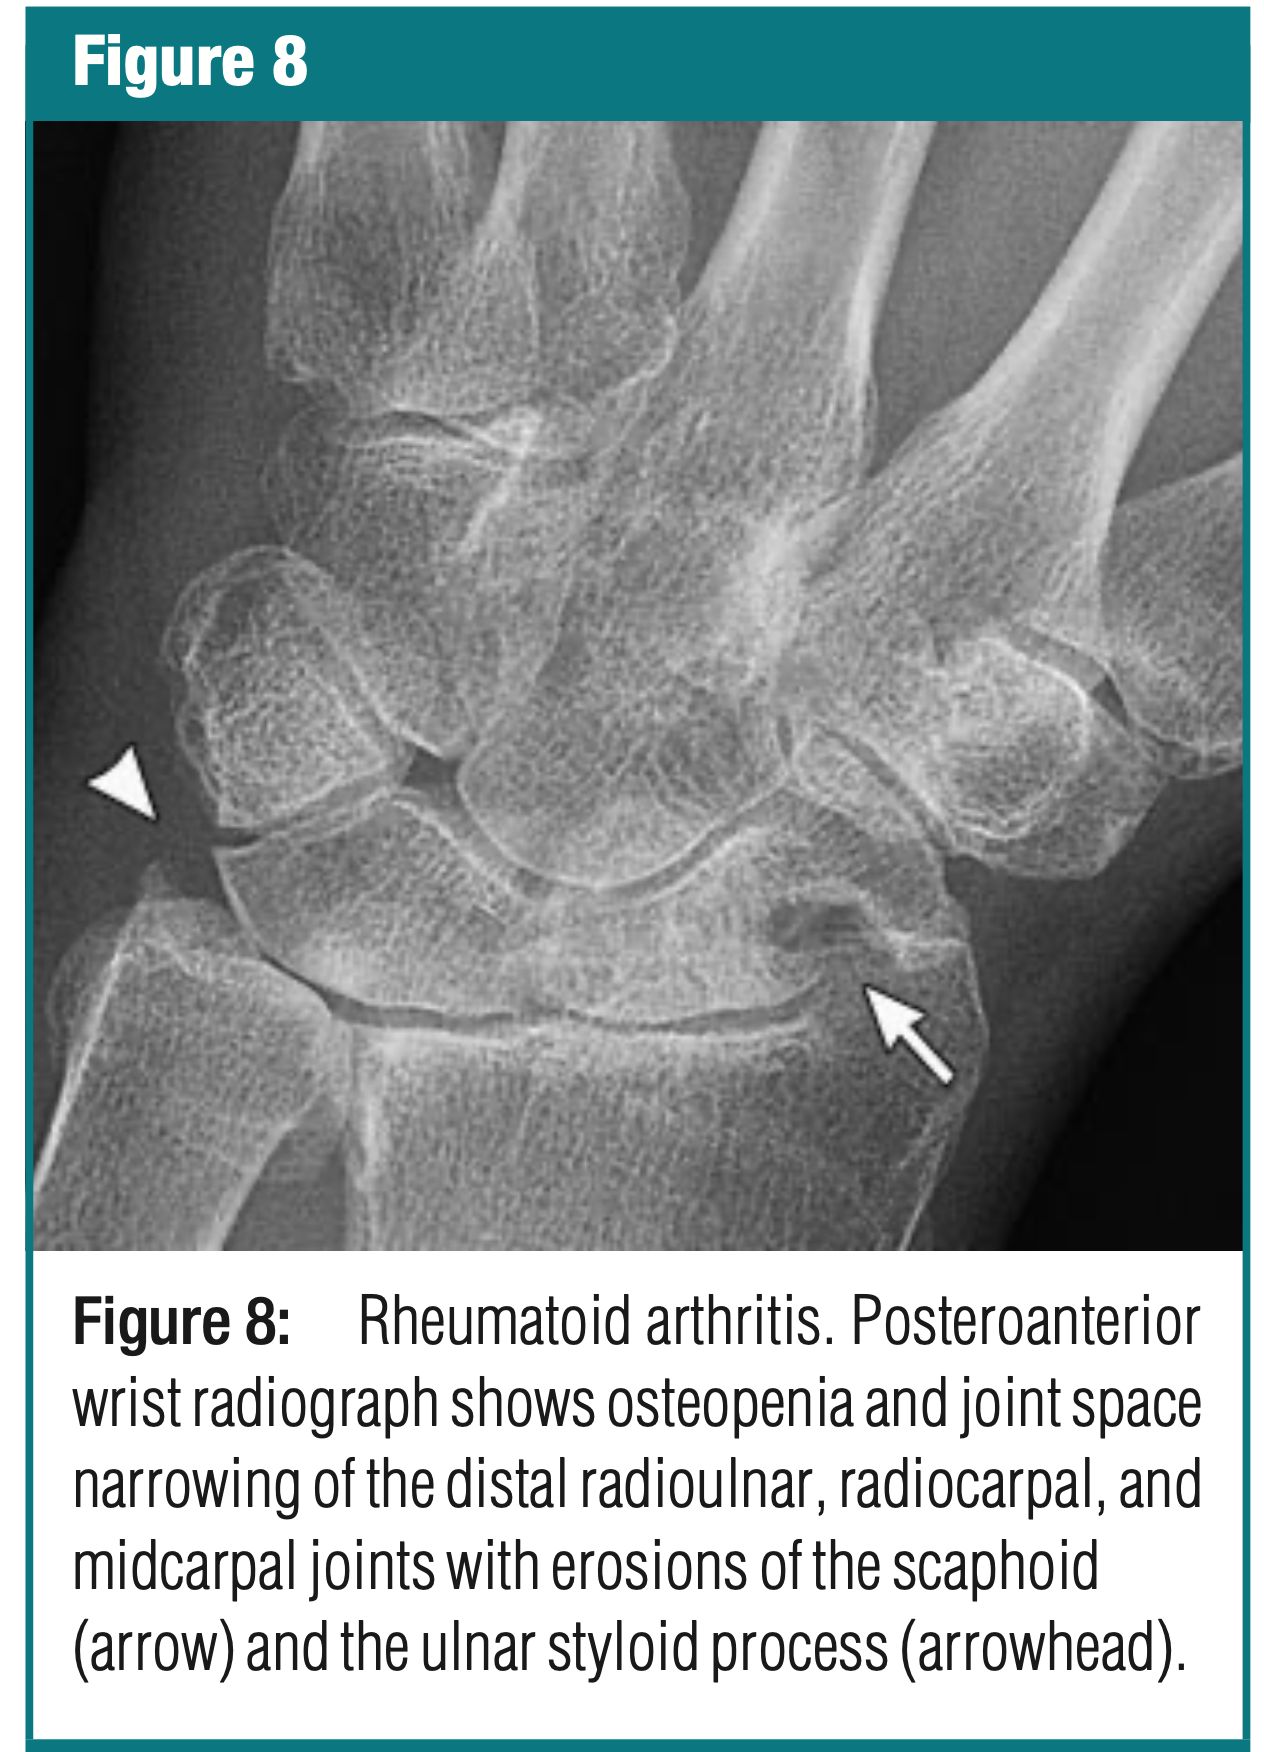 Figure 8
Figure 8: Rheumatoid arthritis. Posteroanterior
wrist radiograph shows osteopenia and joint space
narrowing of the distal radioulnar, radiocarpal, and
midcarpal joints with erosions of the scaphoid
(arrow) and the ulnar styloid process (arrowhead).